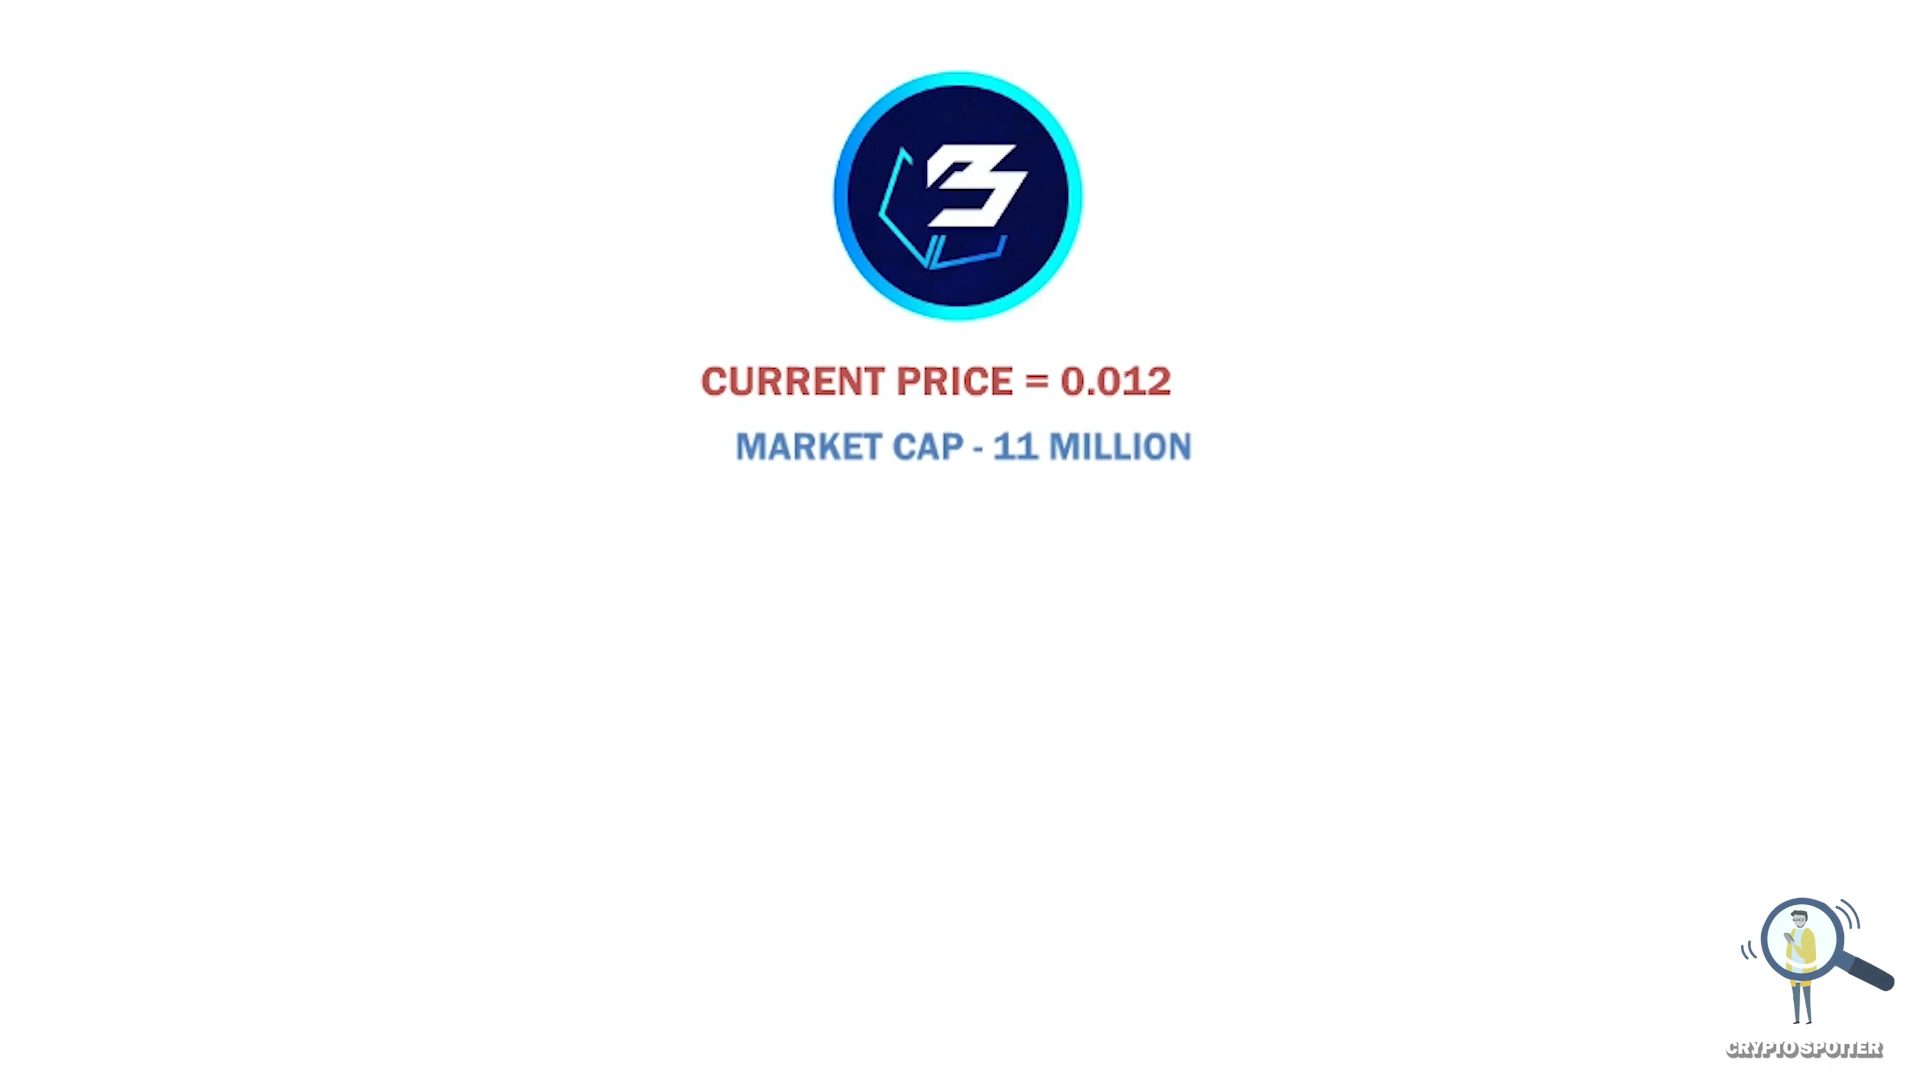 CURRENT PRICE = 0.012
MARKET CAP - 11 MILLION
CRYPTO SPOTTER